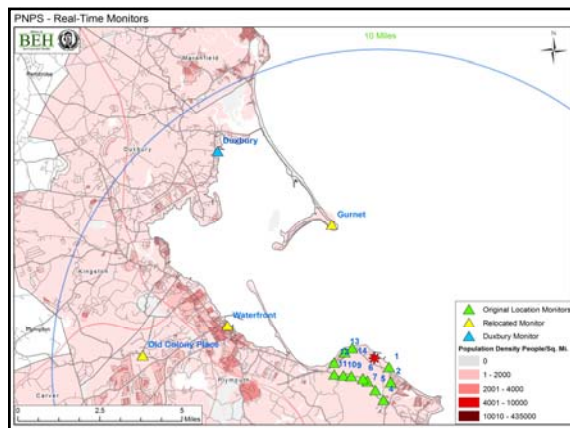 PNPS - Real-Time Monitors
BEH
10 Miles
Marshfield
Pembroke
Duxbury
Duxbury
Gurnet
Kingston
Plympton
Waterfront
Old Colony Place
Plymouth
Carver
13
14
12
1
11 10 9
6
2
7
5
4
Original Location Monitors
Relocated Monitor
Duxbury Monitor
Population Density People/Sq. Mi.
0
1 - 2000
2001 - 4000
4001 - 10000
10010 - 435000
5
2.5
0
5
Miles